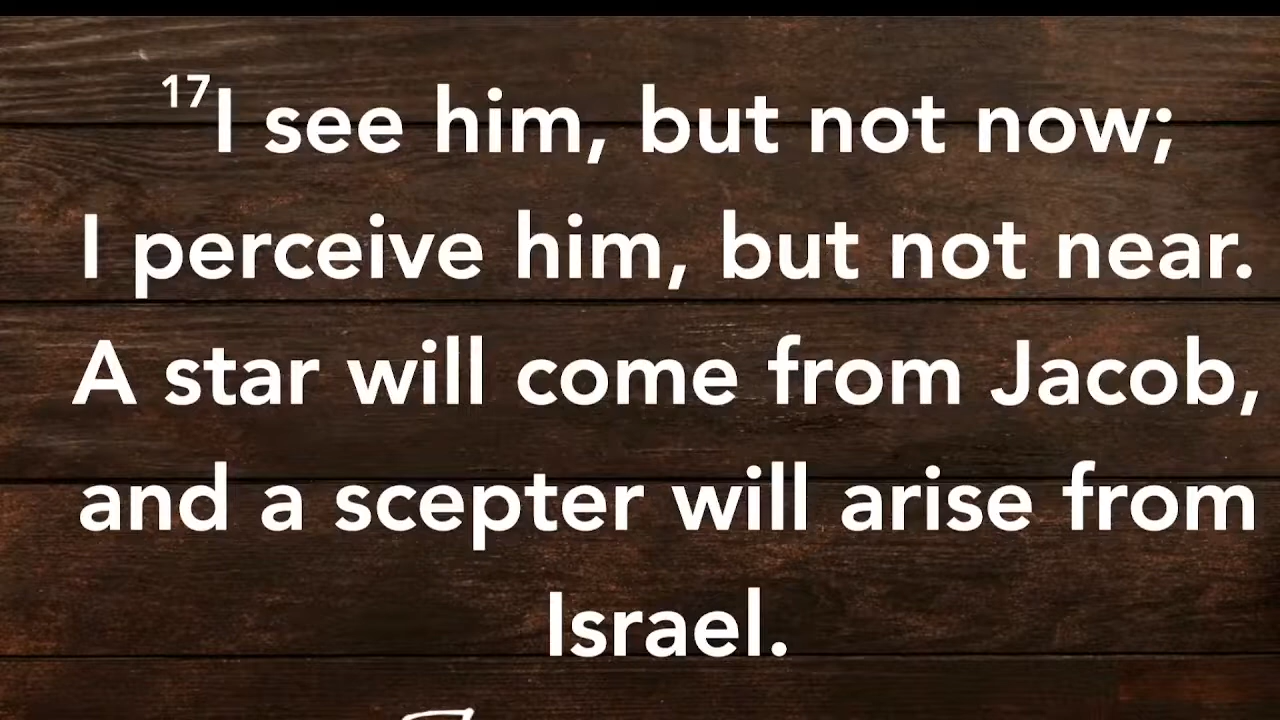 17I see him, but not now;
I perceive him, but not near.
A star will come from Jacob,
and a scepter will arise from
Israel.